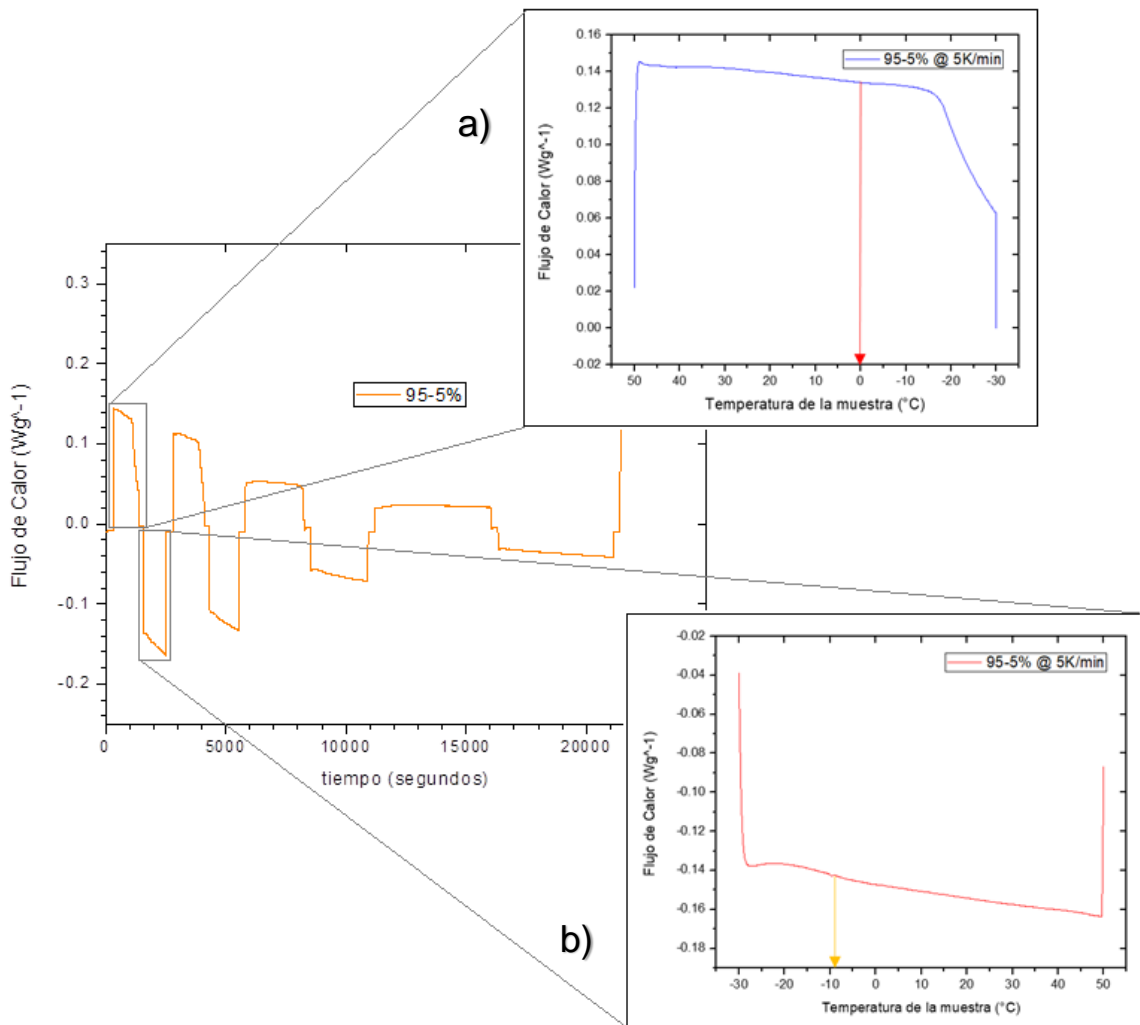 a)
0.16
0.14
0.12
0.10
0.08
0.06
0.04
0.02
0.00
-0.02
Flujo de Calor (Wg^-1)
95-5% @ 5K/min
50 40 30 20 10 0 -10 -20 -30
Temperatura de la muestra (°C)
0.3
0.2
0.1
0.0
-0.1
-0.2
Flujo de Calor (Wg^-1)
95-5%
0 5000 10000 15000 20000
tiempo (segundos)
b)
-0.02
-0.04
-0.06
-0.08
-0.10
-0.12
-0.14
-0.16
-0.18
Flujo de Calor (Wg^-1)
95-5% @ 5K/min
-30 -20 -10 0 10 20 30 40 50
Temperatura de la muestra (°C)